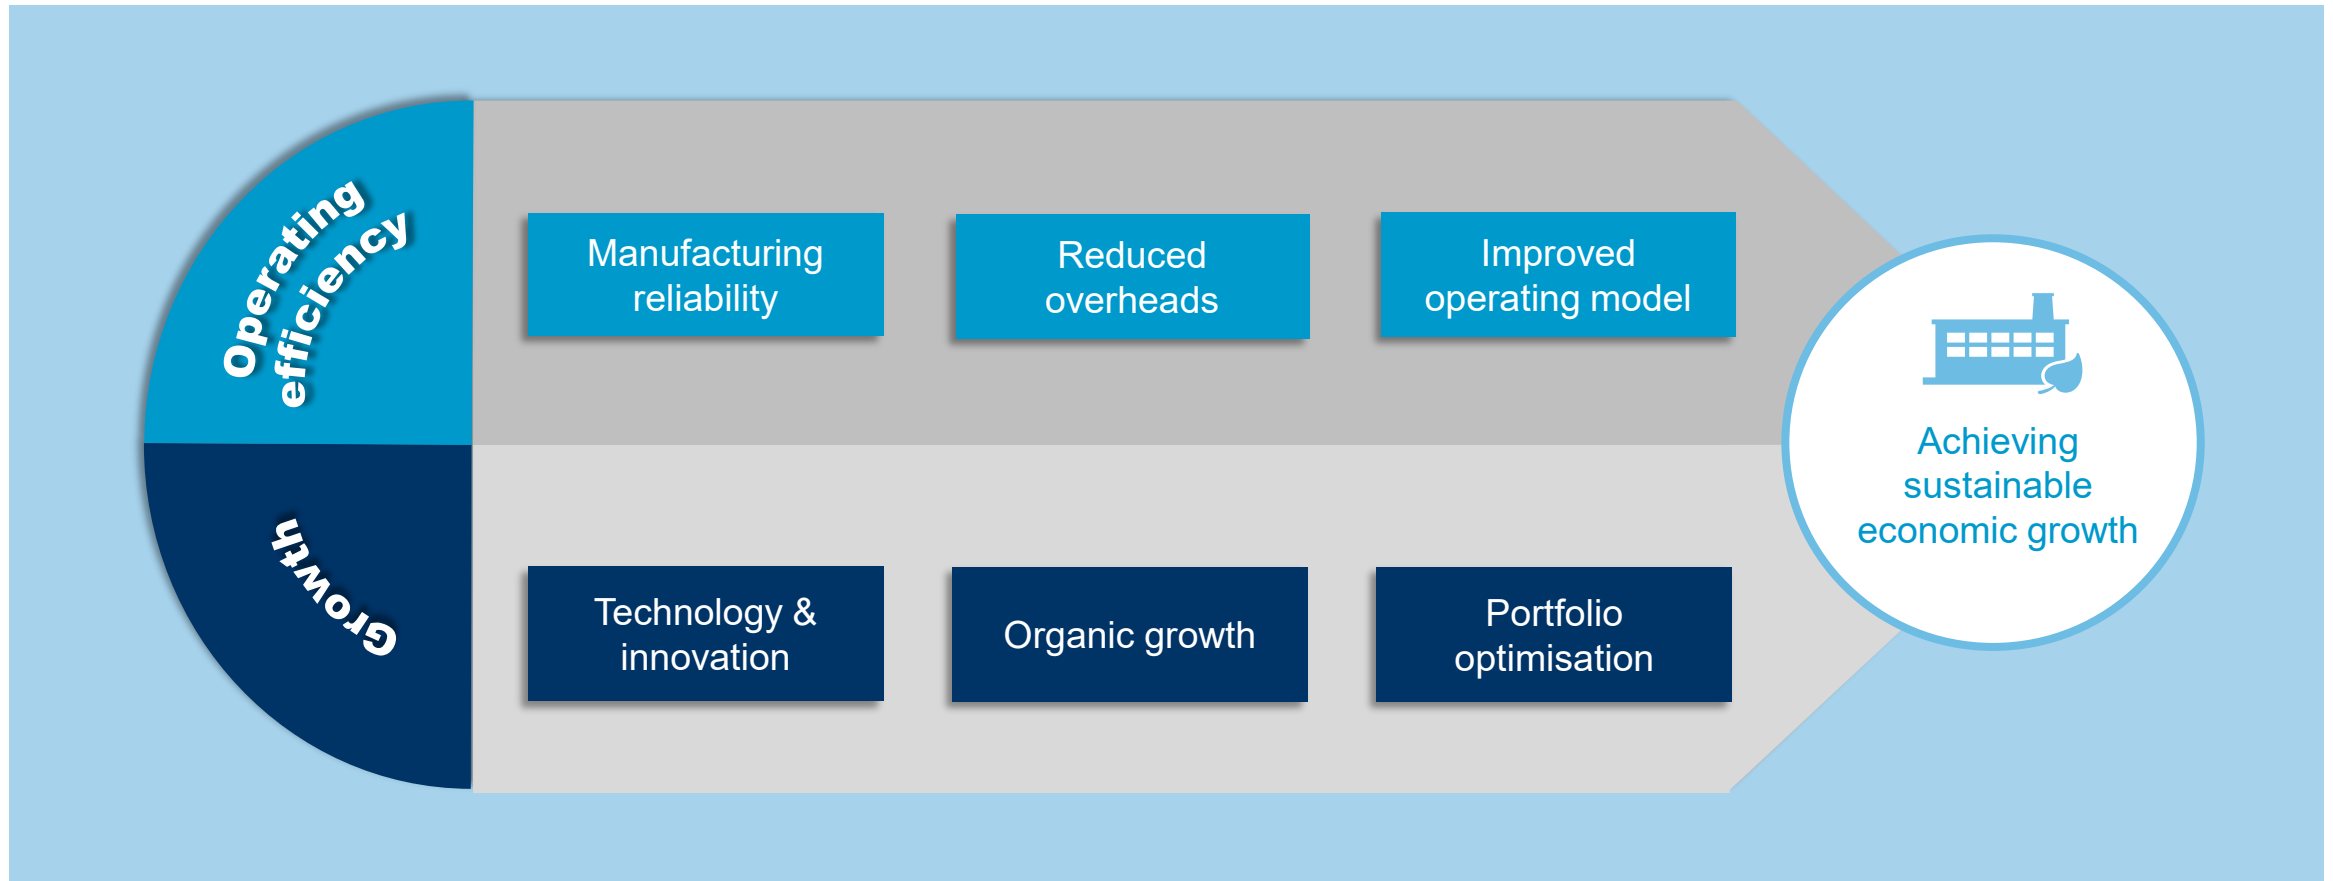 Operating
efficiency
Manufacturing
reliability
Reduced
overheads
Improved
operating model
Growth
Technology &
innovation
Organic growth
Portfolio
optimisation
Achieving
sustainable
economic growth